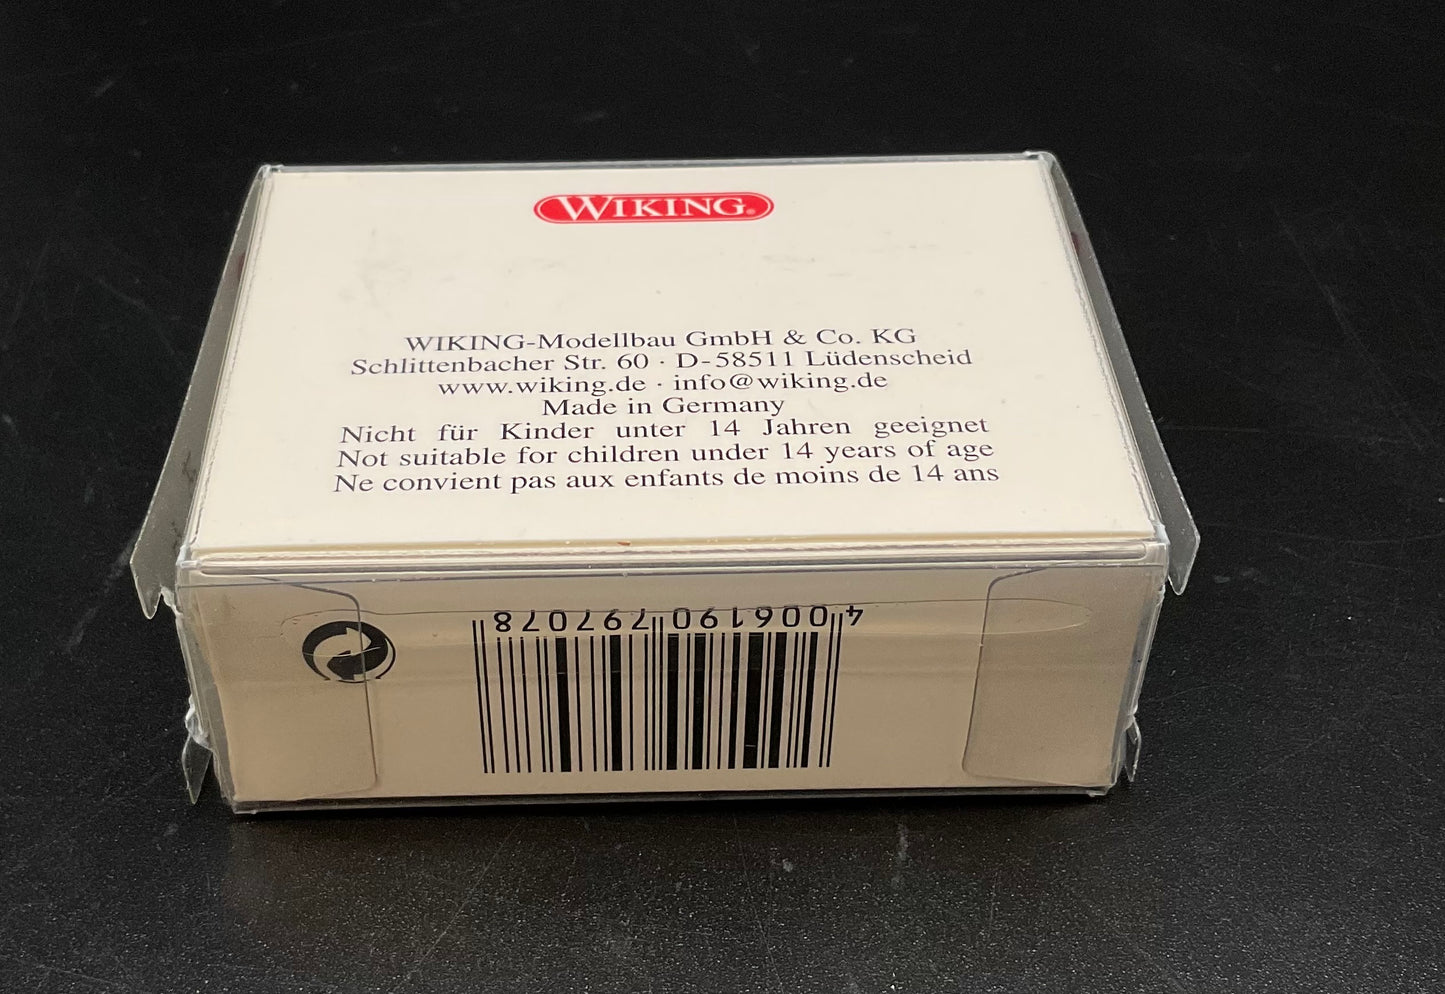 WIKING®
WIKING-Modellbau GmbH & Co. KG
Schlittenbacher Str. 60 · D-58511 Lüdenscheid
www.wiking.de · info@wiking.de
Made in Germany
Nicht für Kinder unter 14 Jahren geeignet
Not suitable for children under 14 years of age
Ne convient pas aux enfants de moins de 14 ans
4 006190 797078